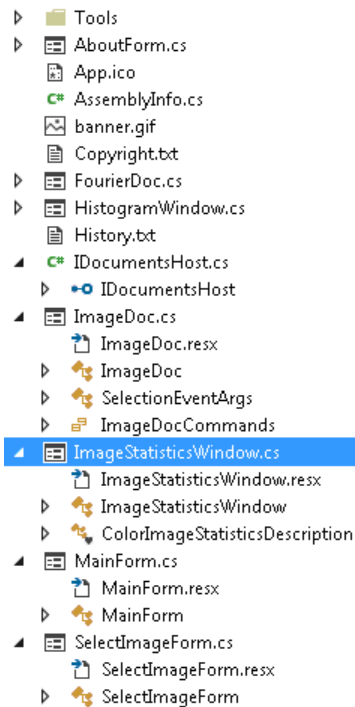 Tools
AboutForm.cs
App.ico
C# AssemblyInfo.cs
banner.gif
Copyright.txt
FourierDoc.cs
HistogramWindow.cs
History.txt
C# IDocumentsHost.cs
IDocumentsHost
ImageDoc.cs
ImageDoc.resx
ImageDoc
SelectionEventArgs
ImageDocCommands
ImageStatisticsWindow.cs
ImageStatisticsWindow.resx
ImageStatisticsWindow
ColorImageStatisticsDescription
MainForm.cs
MainForm.resx
MainForm
SelectImageForm.cs
SelectImageForm.resx
SelectImageForm